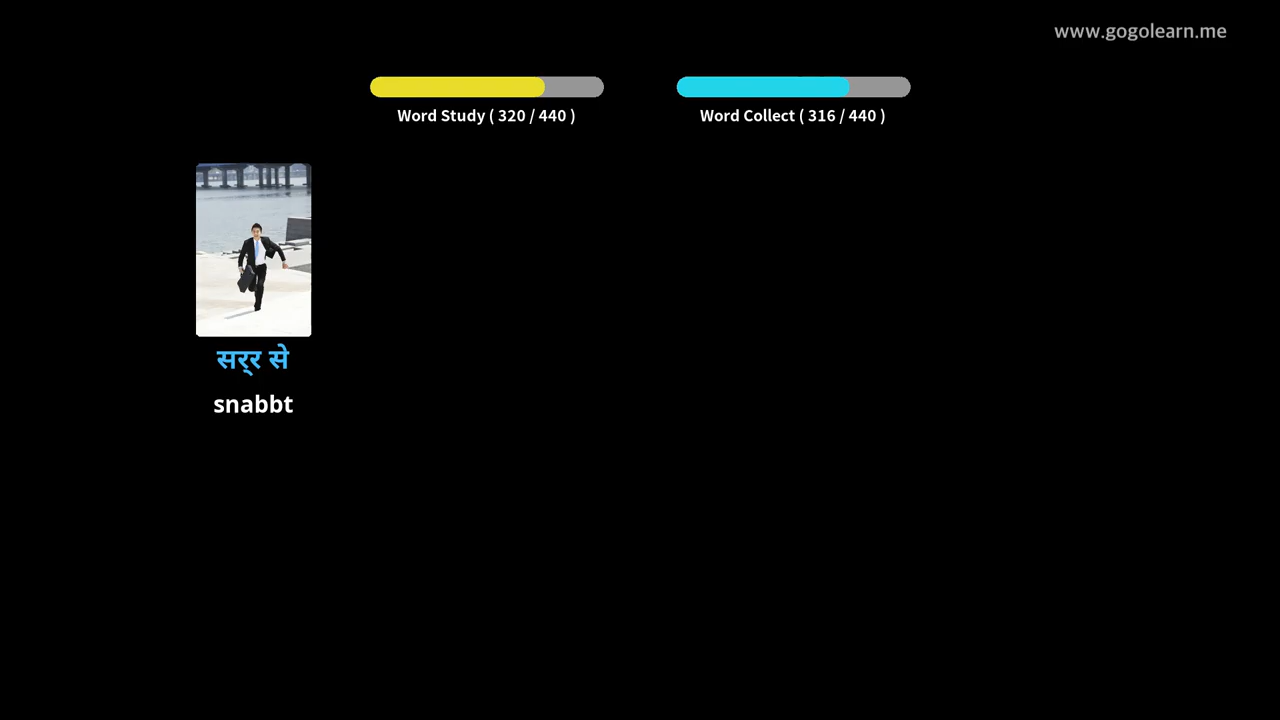 www.gogolearn.me
Word Study ( 320 / 440 )
Word Collect ( 316 / 440 )
सर्र से
snabbt